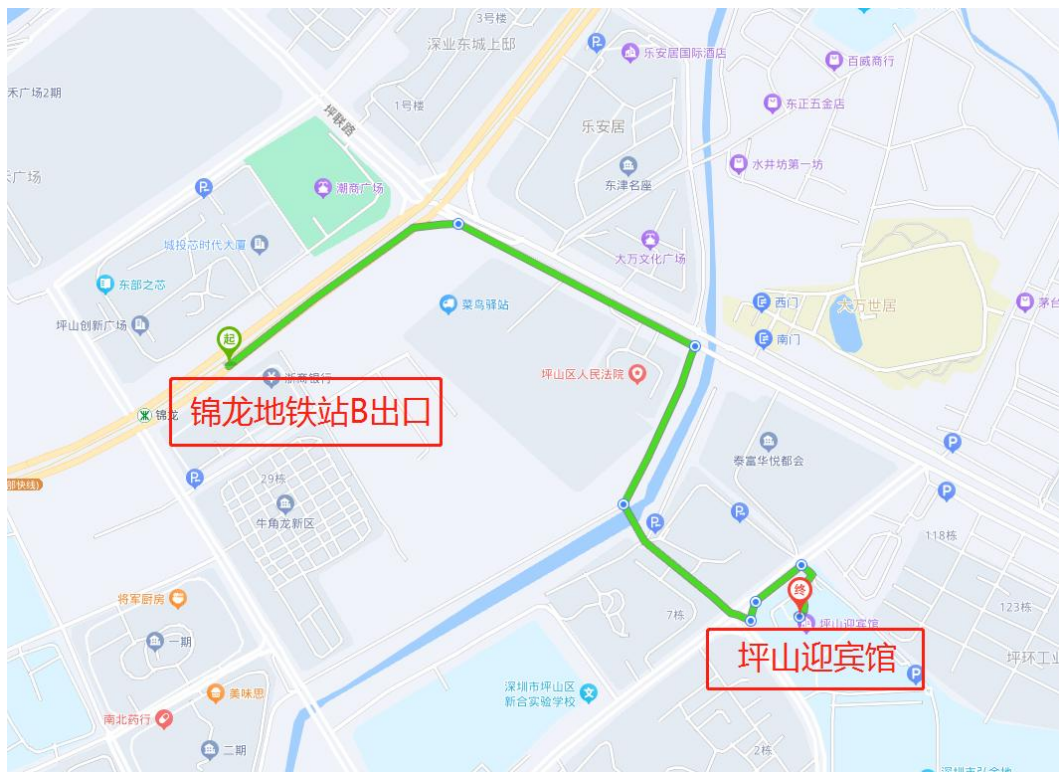 3号楼
深业东城上邸
乐安居国际酒店
百威商行
禾广场2期
1号楼
坪联路
乐安居
东正五金店
东津名座
水井坊第一坊
广场
潮商广场
城投芯时代大厦
大万文化广场
东部之芯
菜鸟驿站
西门
大万世居
茅台
坪山创新广场
南门
起
浙商银行
坪山区人民法院
锦龙地铁站B出口
锦龙
泰富华悦都会
29栋
牛角龙新区
118栋
终
将军厨房
7栋
坪山迎宾馆
123栋
一期
坪山迎宾馆
坪环工业
深圳市坪山区
新合实验学校
美味思
南北药行
二期
2栋